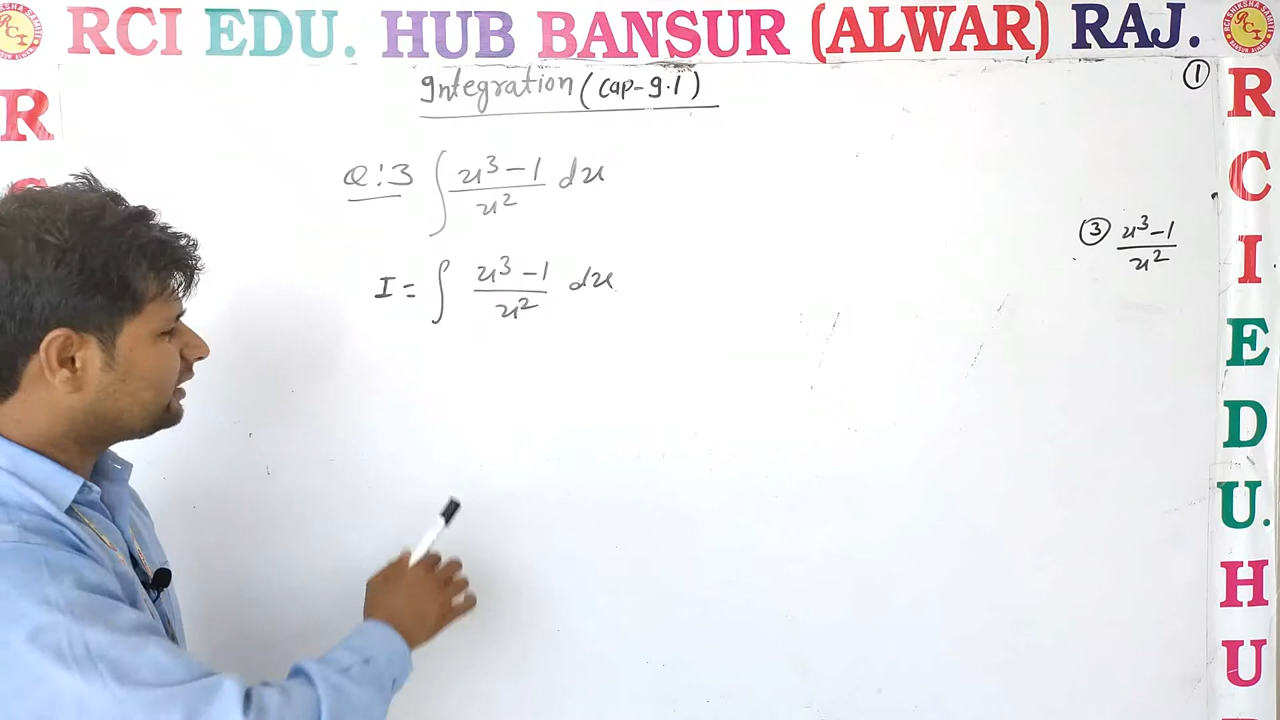 RCI EDU. HUB BANSUR (ALWAR) RAJ.
Integration (Cap-9.1)
①
Q:3 ∫ x³-1/x² dx
③ x³-1/x²
I = ∫ x³-1/x² dx
R
S
R
C
I
E
D
U.
H
U